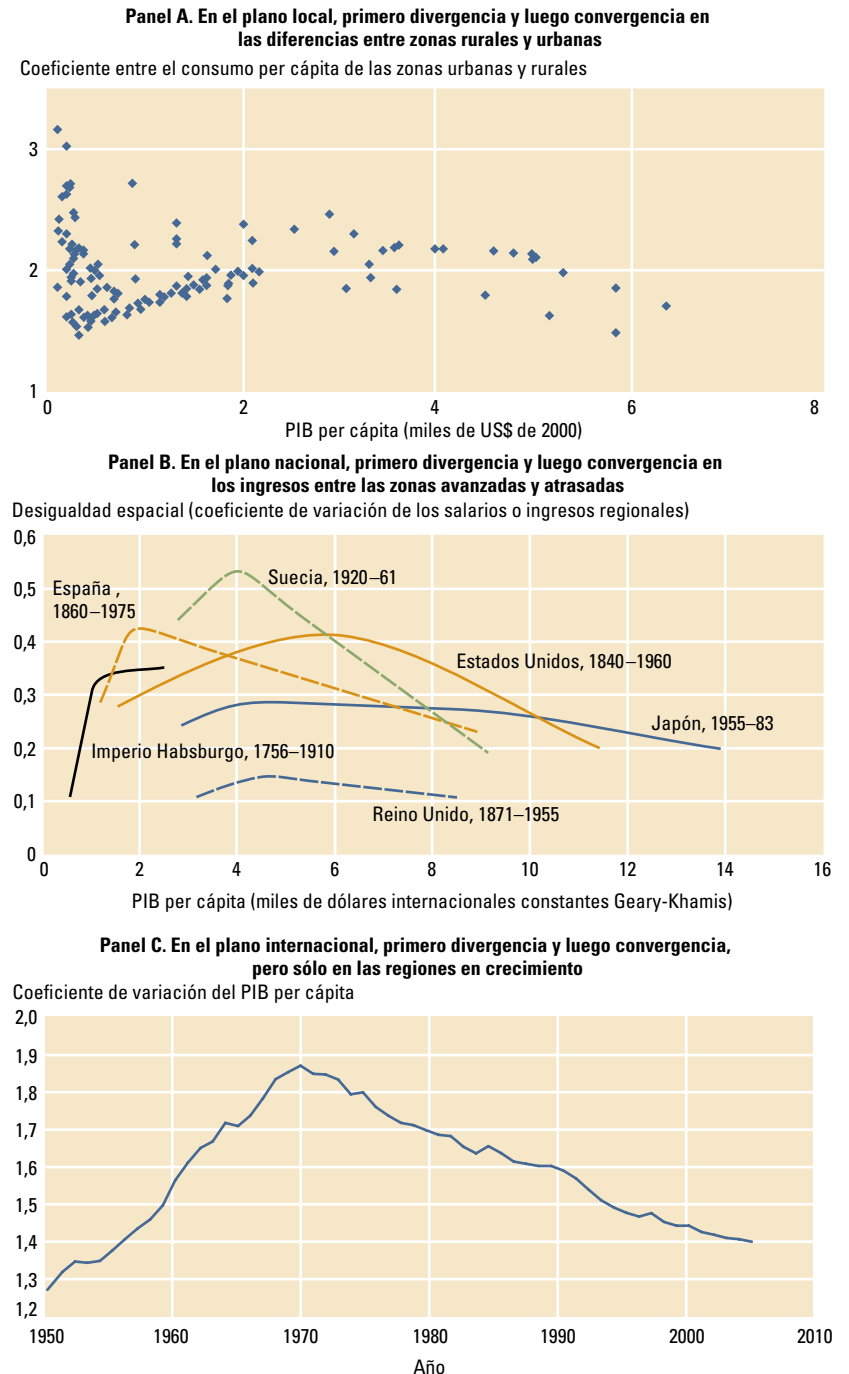 Panel A. En el plano local, primero divergencia y luego convergencia en
las diferencias entre zonas rurales y urbanas
Coeficiente entre el consumo per cápita de las zonas urbanas y rurales
3
2
1
0 2 4 6 8
PIB per cápita (miles de US$ de 2000)
Panel B. En el plano nacional, primero divergencia y luego convergencia en
los ingresos entre las zonas avanzadas y atrasadas
Desigualdad espacial (coeficiente de variación de los salarios o ingresos regionales)
0,6
0,5
0,4
0,3
0,2
0,1
0
España ,
1860–1975
Suecia, 1920–61
Estados Unidos, 1840–1960
Japón, 1955–83
Imperio Habsburgo, 1756–1910
Reino Unido, 1871–1955
0 2 4 6 8 10 12 14 16
PIB per cápita (miles de dólares internacionales constantes Geary-Khamis)
Panel C. En el plano internacional, primero divergencia y luego convergencia,
pero sólo en las regiones en crecimiento
Coeficiente de variación del PIB per cápita
2,0
1,9
1,8
1,7
1,6
1,5
1,4
1,3
1,2
1950 1960 1970 1980 1990 2000 2010
Año